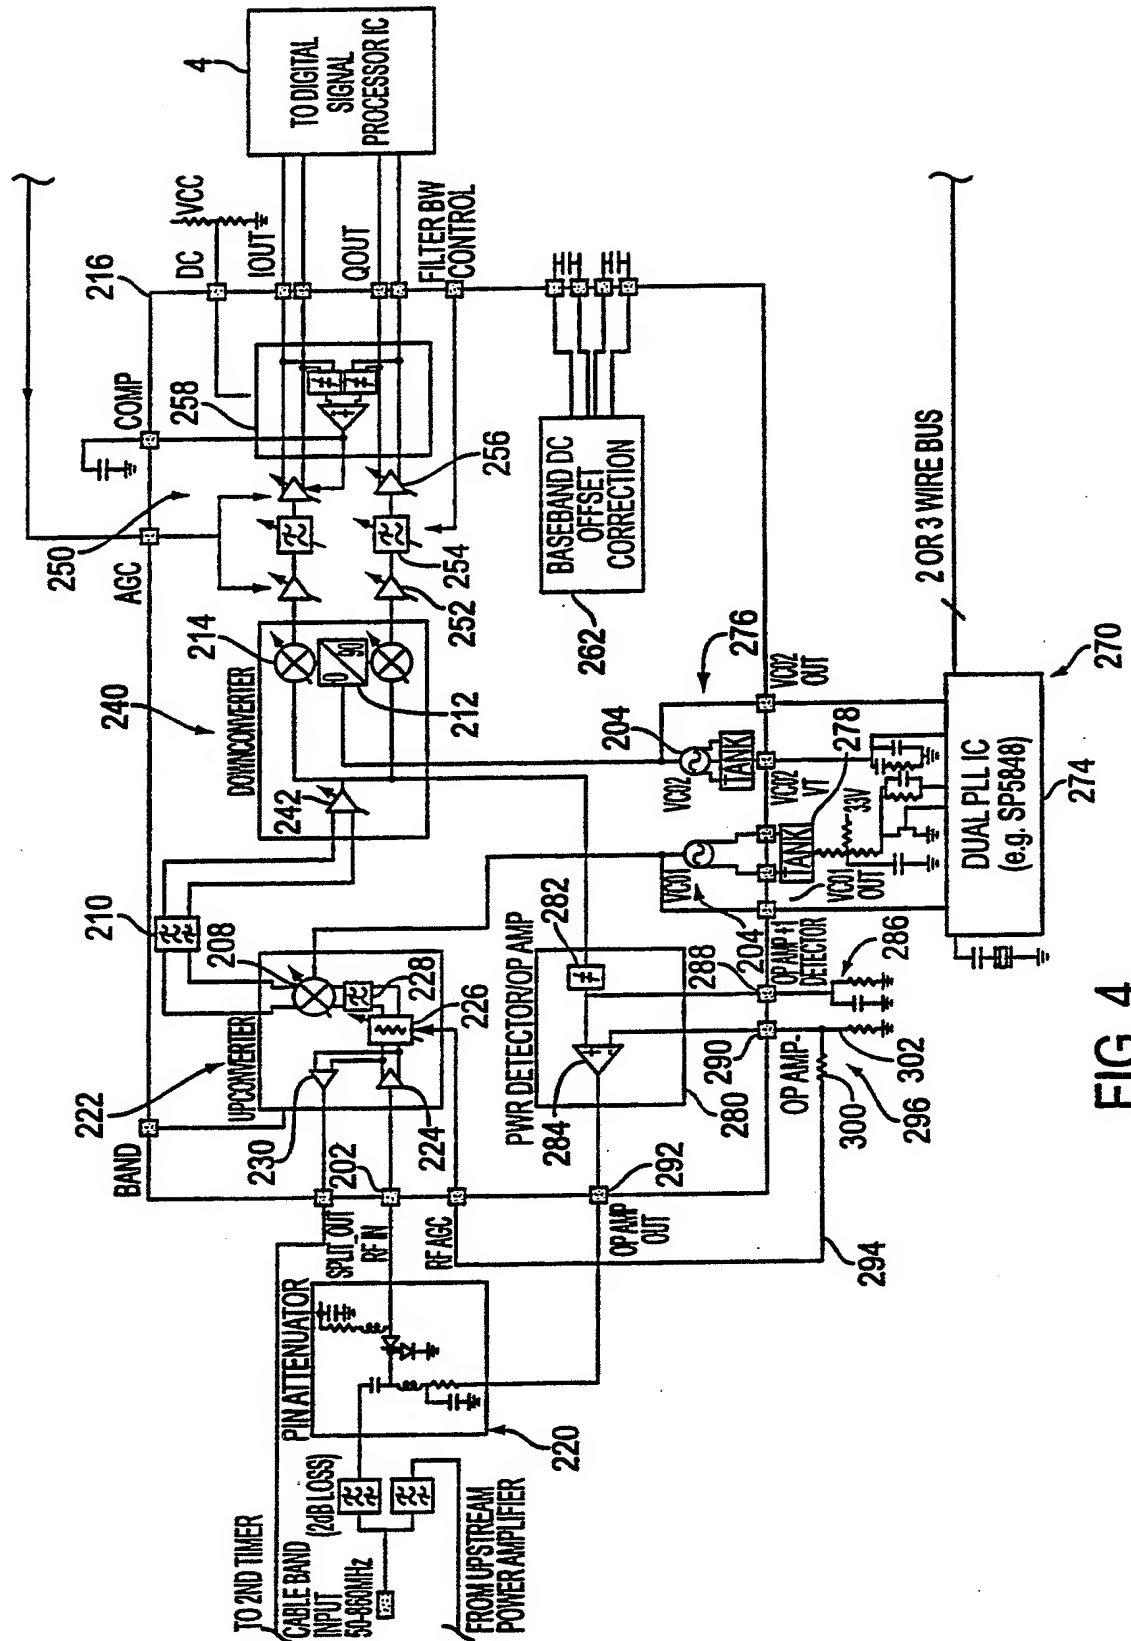 4
TO DIGITAL
SIGNAL
PROCESSOR IC
216
DC
VCC
IOUT
QOUT
FILTER BW
CONTROL
COMP
258
256
250
AGC
254
252
BASEBAND DC
OFFSET
CORRECTION
262
214
240
DOWNCONVERTER
0
90
212
242
276
204
VCO2
TANK
VCO2
OUT
VCO2
VT
278
33V
2 OR 3 WIRE BUS
270
DUAL PLL IC
(e.g. SP5848)
274
VCO1
TANK
VCO1
OUT
204
204
210
208
228
226
222
UPCONVERTER
230
224
BAND
202
PWR DETECTOR/OP AMP
282
284
280
288
OP AMP +|
DETECTOR
286
290
OP AMP-
302
300
296
292
294
SPLIT_OUT
RF IN
RF AGC
OP AMP
OUT
PIN ATTENUATOR
220
TO 2ND TIMER
CABLE BAND
INPUT
50-860MHz
(2dB LOSS)
FROM UPSTREAM
POWER AMPLIFIER
FIG. 4